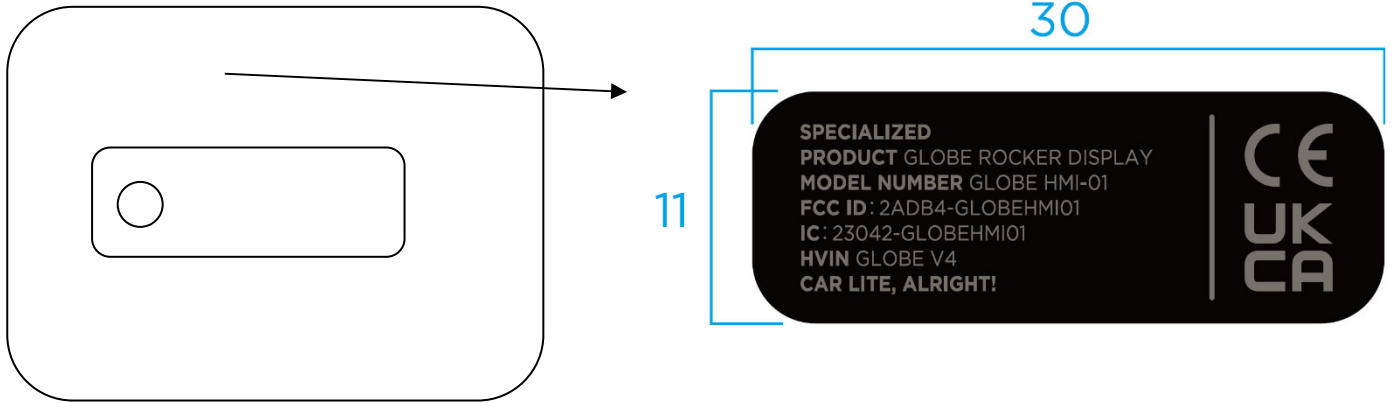 30
11
SPECIALIZED
PRODUCT GLOBE ROCKER DISPLAY
MODEL NUMBER GLOBE HMI-01
FCC ID: 2ADB4-GLOBEHMI01
IC: 23042-GLOBEHMI01
HVIN GLOBE V4
CAR LITE, ALRIGHT!
CE
UK
CA